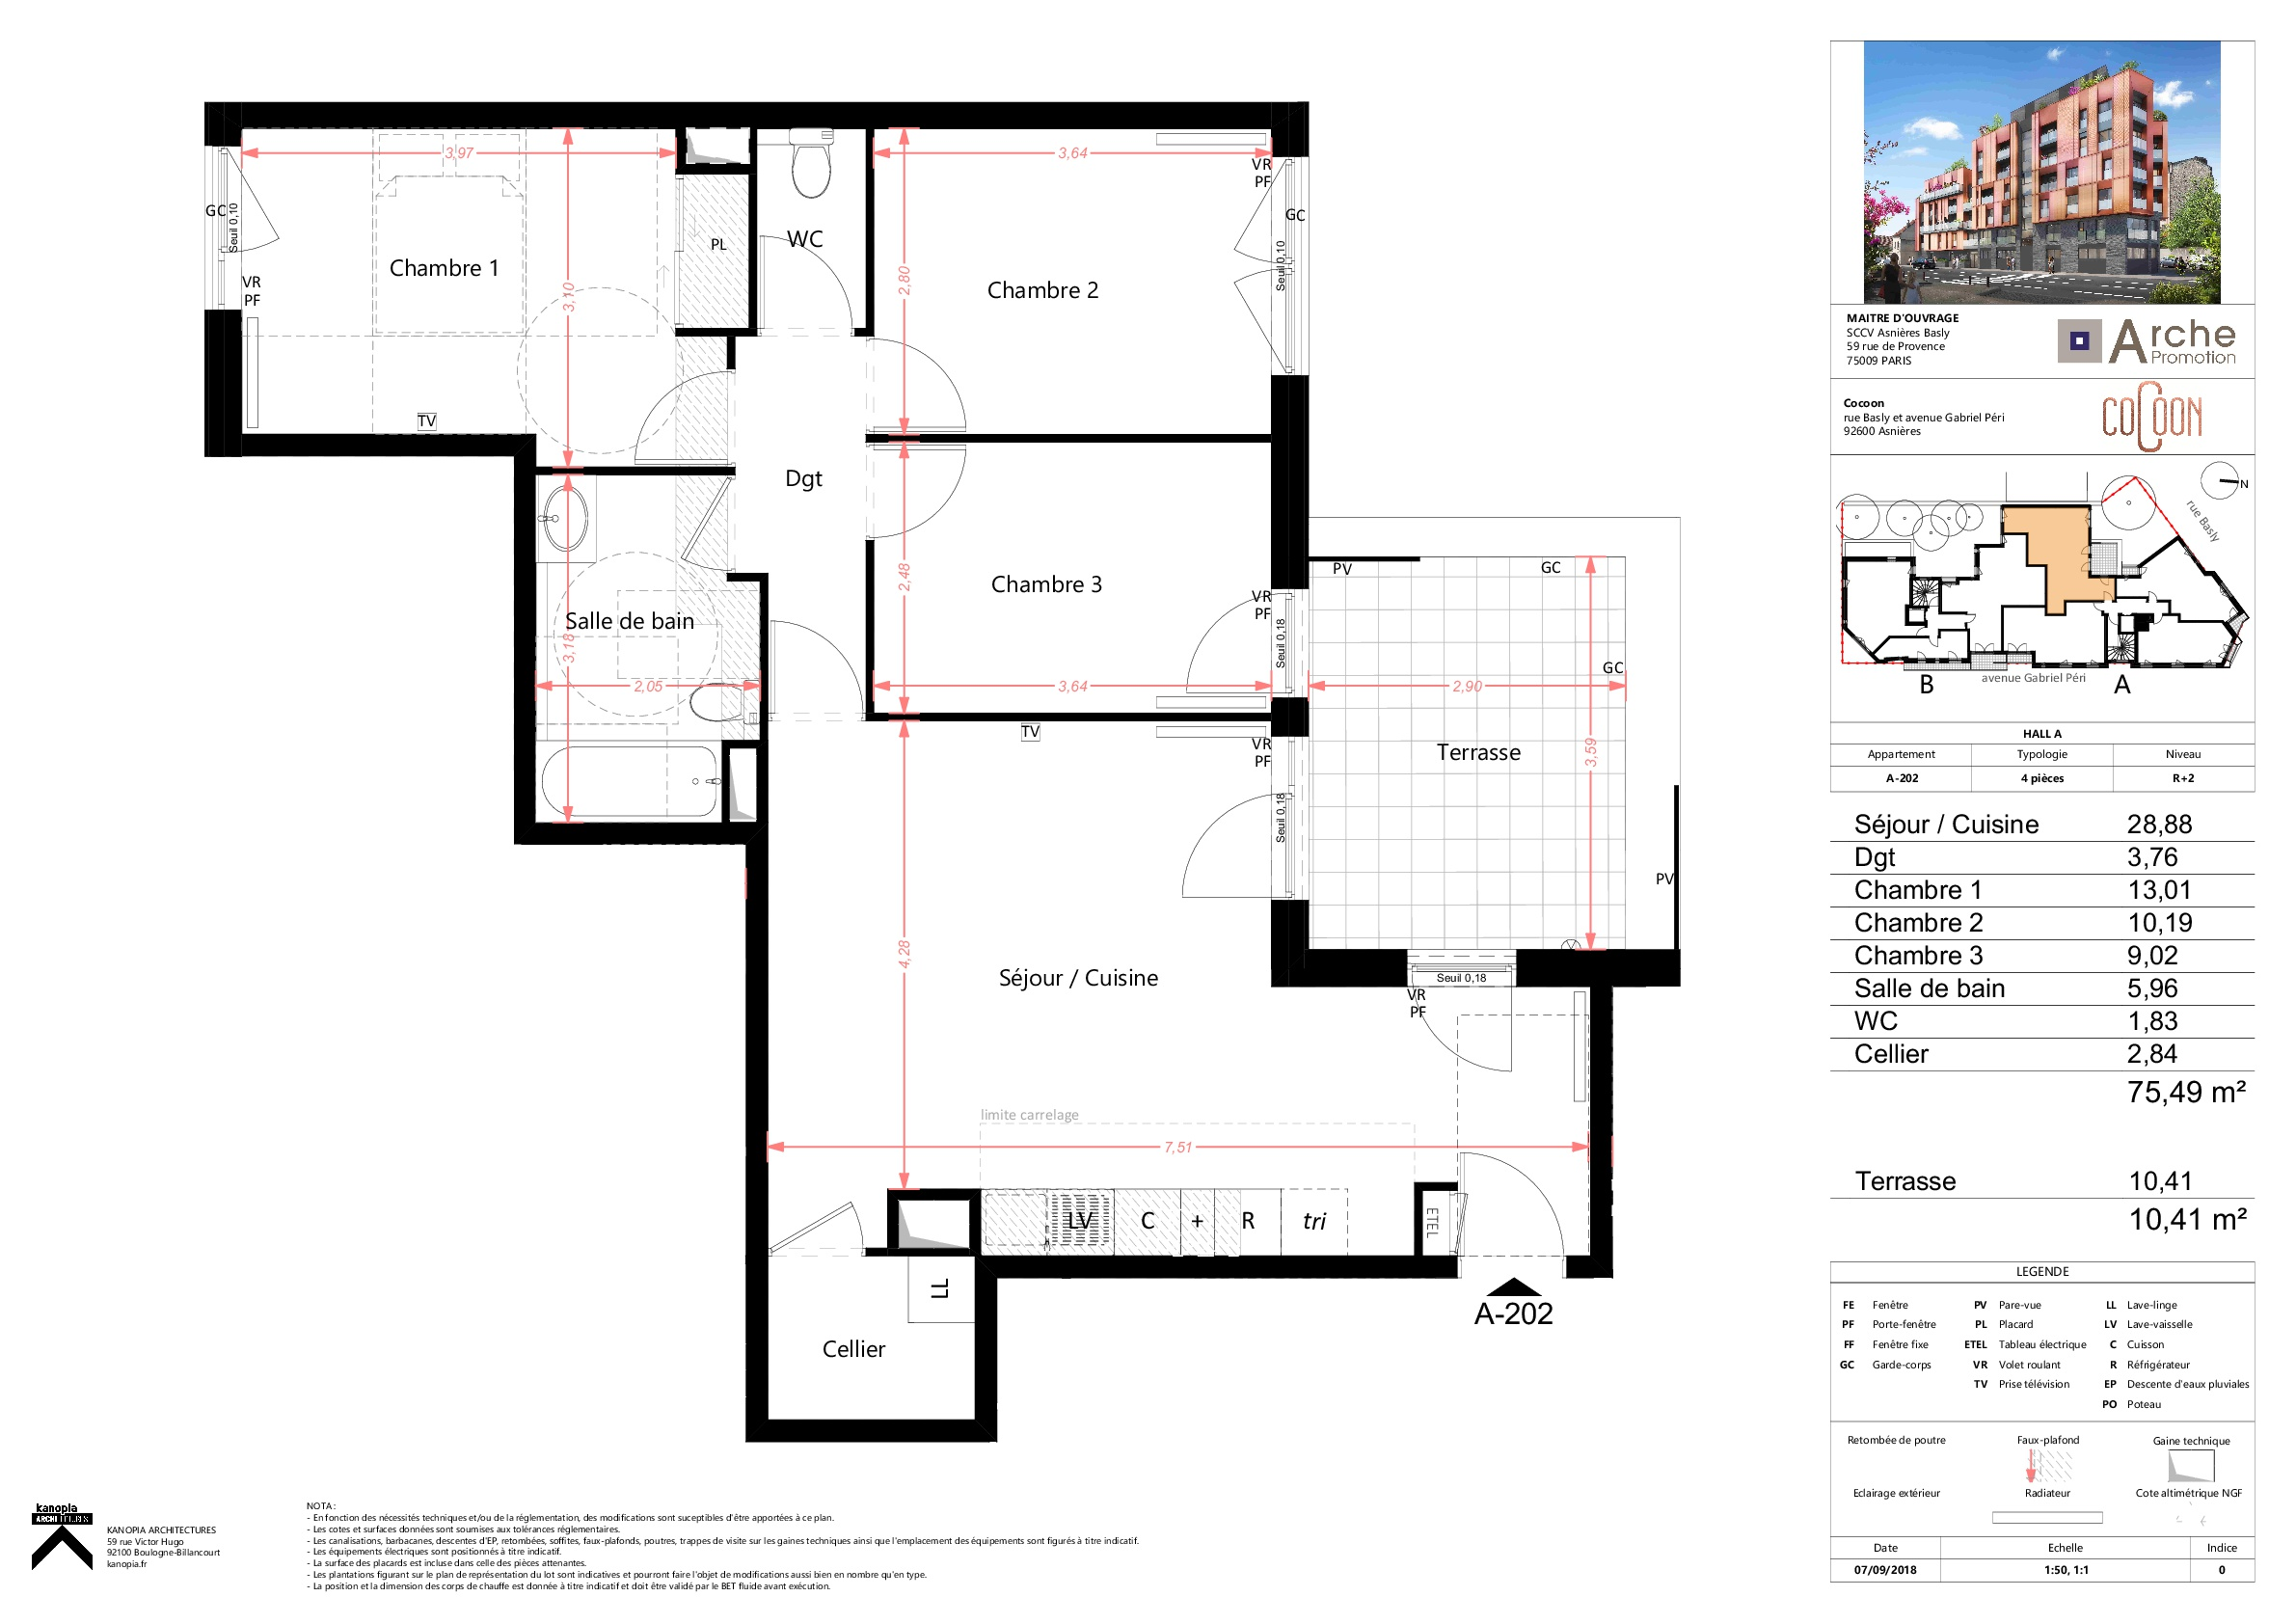 3,97
3,64
VR
PF
GC
Seuil 0,10
GC
Seuil 0,10
PL
WC
Chambre 1
3,10
2,80
Chambre 2
VR
PF
TV
Dgt
PV
GC
2,48
Chambre 3
VR
PF
Seuil 0,18
Salle de bain
3,18
2,05
3,64
2,90
GC
TV
VR
PF
Terrasse
3,59
Seuil 0,18
PV
4,28
Séjour / Cuisine
Seuil 0,18
VR
PF
limite carrelage
7,51
LV
C
+
R
tri
ETEL
LL
A-202
Cellier
MAITRE D'OUVRAGE
SCCV Asnières Basly
59 rue de Provence
75009 PARIS
Arche
Promotion
Cocoon
rue Basly et avenue Gabriel Péri
92600 Asnières
COCOON
N
rue Basly
B
avenue Gabriel Péri
A
HALL A
Appartement Typologie Niveau
A-202 4 pièces R+2
Séjour / Cuisine 28,88
Dgt 3,76
Chambre 1 13,01
Chambre 2 10,19
Chambre 3 9,02
Salle de bain 5,96
WC 1,83
Cellier 2,84
75,49 m²
Terrasse 10,41
10,41 m²
LEGENDE
FE Fenêtre PV Pare-vue LL Lave-linge
PF Porte-fenêtre PL Placard LV Lave-vaisselle
FF Fenêtre fixe ETEL Tableau électrique C Cuisson
GC Garde-corps VR Volet roulant R Réfrigérateur
TV Prise télévision EP Descente d'eaux pluviales
PO Poteau
Retombée de poutre Faux-plafond Gaine technique
Eclairage extérieur Radiateur Cote altimétrique NGF
Date Echelle Indice
07/09/2018 1:50, 1:1 0
kanopia
ARCHITECTURES
KANOPIA ARCHITECTURES
59 rue Victor Hugo
92100 Boulogne-Billancourt
kanopia.fr
NOTA :
- En fonction des nécessités techniques et/ou de la réglementation, des modifications sont suceptibles d'être apportées à ce plan.
- Les cotes et surfaces données sont soumises aux tolérances réglementaires.
- Les canalisations, barbacanes, descentes d'EP, retombées, soffites, faux-plafonds, poutres, trappes de visite sur les gaines techniques ainsi que l'emplacement des équipements sont figurés à titre indicatif.
- Les équipements électriques sont positionnés à titre indicatif.
- La surface des placards est incluse dans celle des pièces attenantes.
- Les plantations figurant sur le plan de représentation du lot sont indicatives et pourront faire l'objet de modifications aussi bien en nombre qu'en type.
- La position et la dimension des corps de chauffe est donnée à titre indicatif et doit être validé par le BET fluide avant exécution.